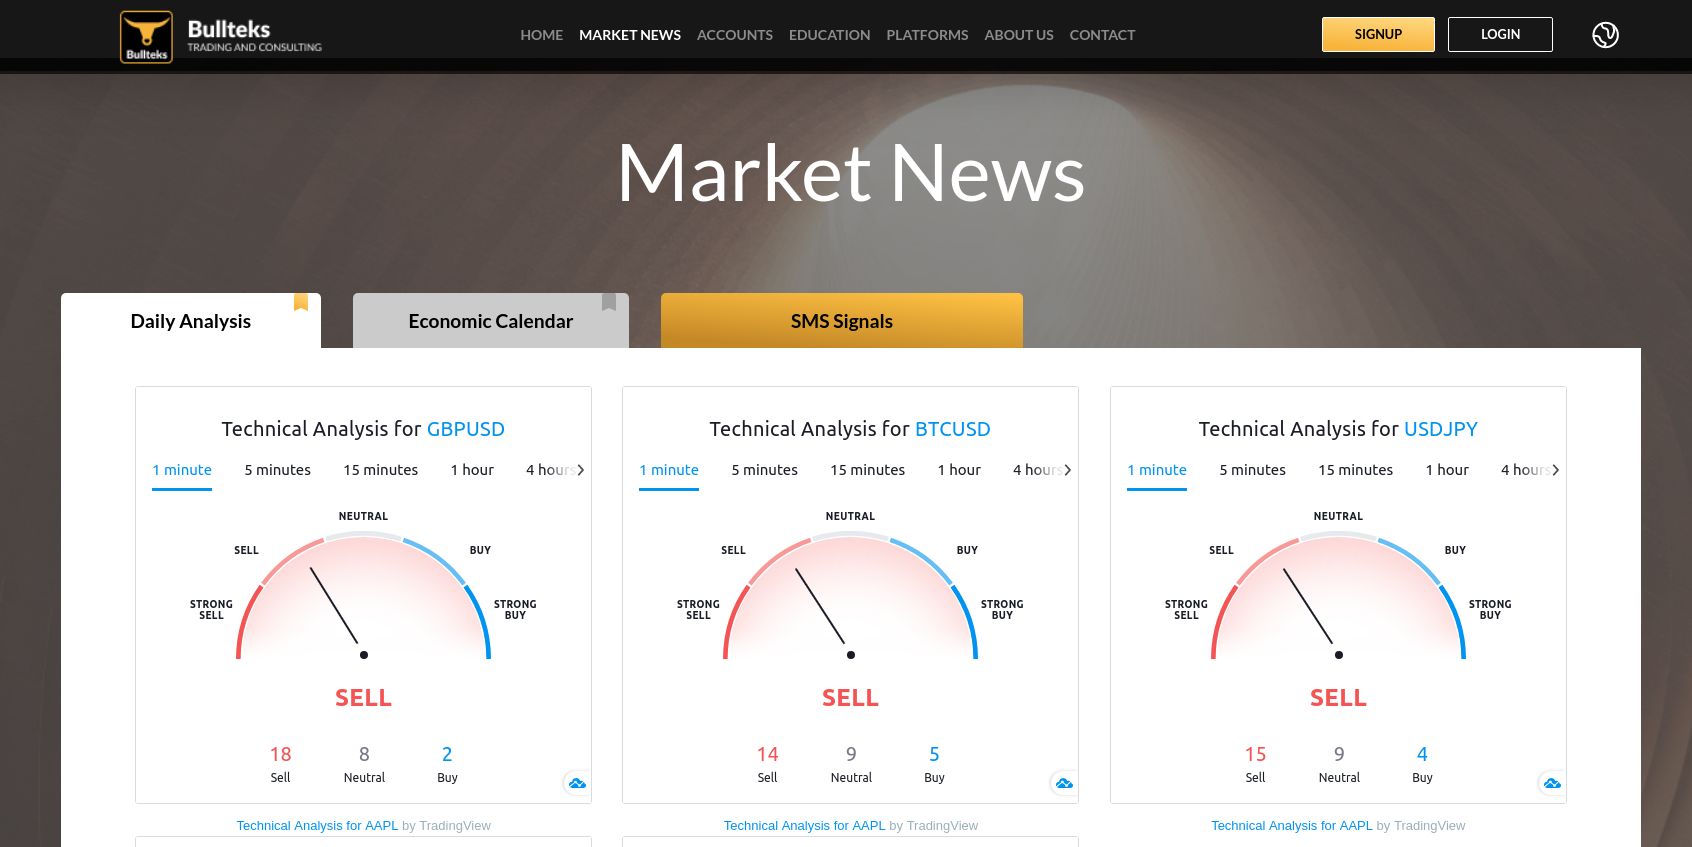 Bullteks
Bullteks
TRADING AND CONSULTING
HOME MARKET NEWS ACCOUNTS EDUCATION PLATFORMS ABOUT US CONTACT
SIGNUP LOGIN
Market News
Daily Analysis Economic Calendar SMS Signals
Technical Analysis for GBPUSD
1 minute 5 minutes 15 minutes 1 hour 4 hours
NEUTRAL
SELL BUY
STRONG SELL STRONG BUY
SELL
18 8 2
Sell Neutral Buy
Technical Analysis for AAPL by TradingView
Technical Analysis for BTCUSD
1 minute 5 minutes 15 minutes 1 hour 4 hours
NEUTRAL
SELL BUY
STRONG SELL STRONG BUY
SELL
14 9 5
Sell Neutral Buy
Technical Analysis for AAPL by TradingView
Technical Analysis for USDJPY
1 minute 5 minutes 15 minutes 1 hour 4 hours
NEUTRAL
SELL BUY
STRONG SELL STRONG BUY
SELL
15 9 4
Sell Neutral Buy
Technical Analysis for AAPL by TradingView